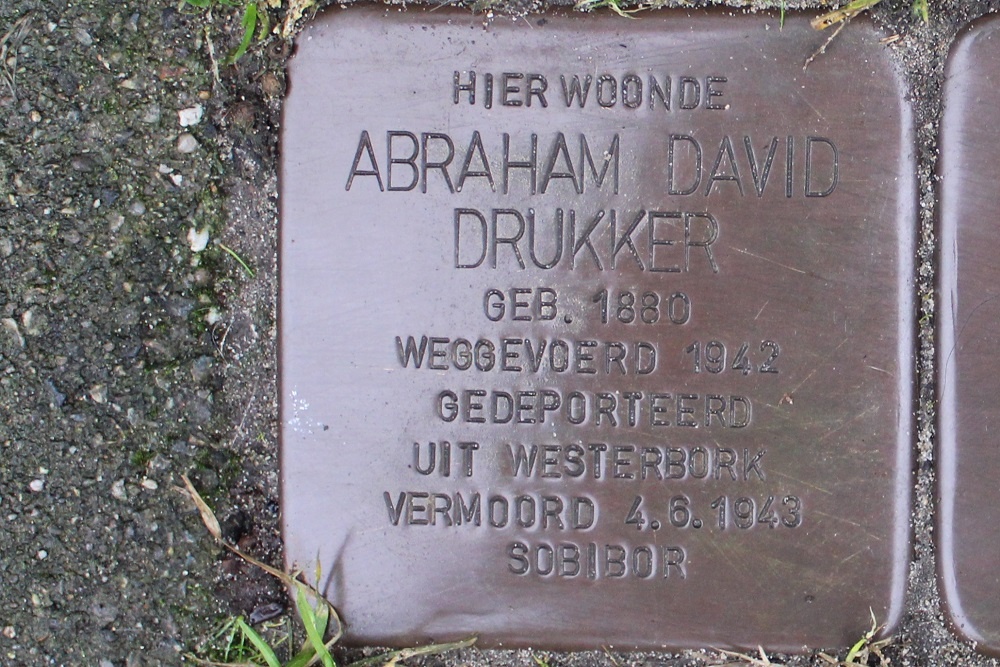 HIER WOONDE
ABRAHAM DAVID
DRUKKER
GEB. 1880
WEGGEVOERD 1942
GEDEPORTEERD
UIT WESTERBORK
VERMOORD 4.6.1943
SOBIBOR